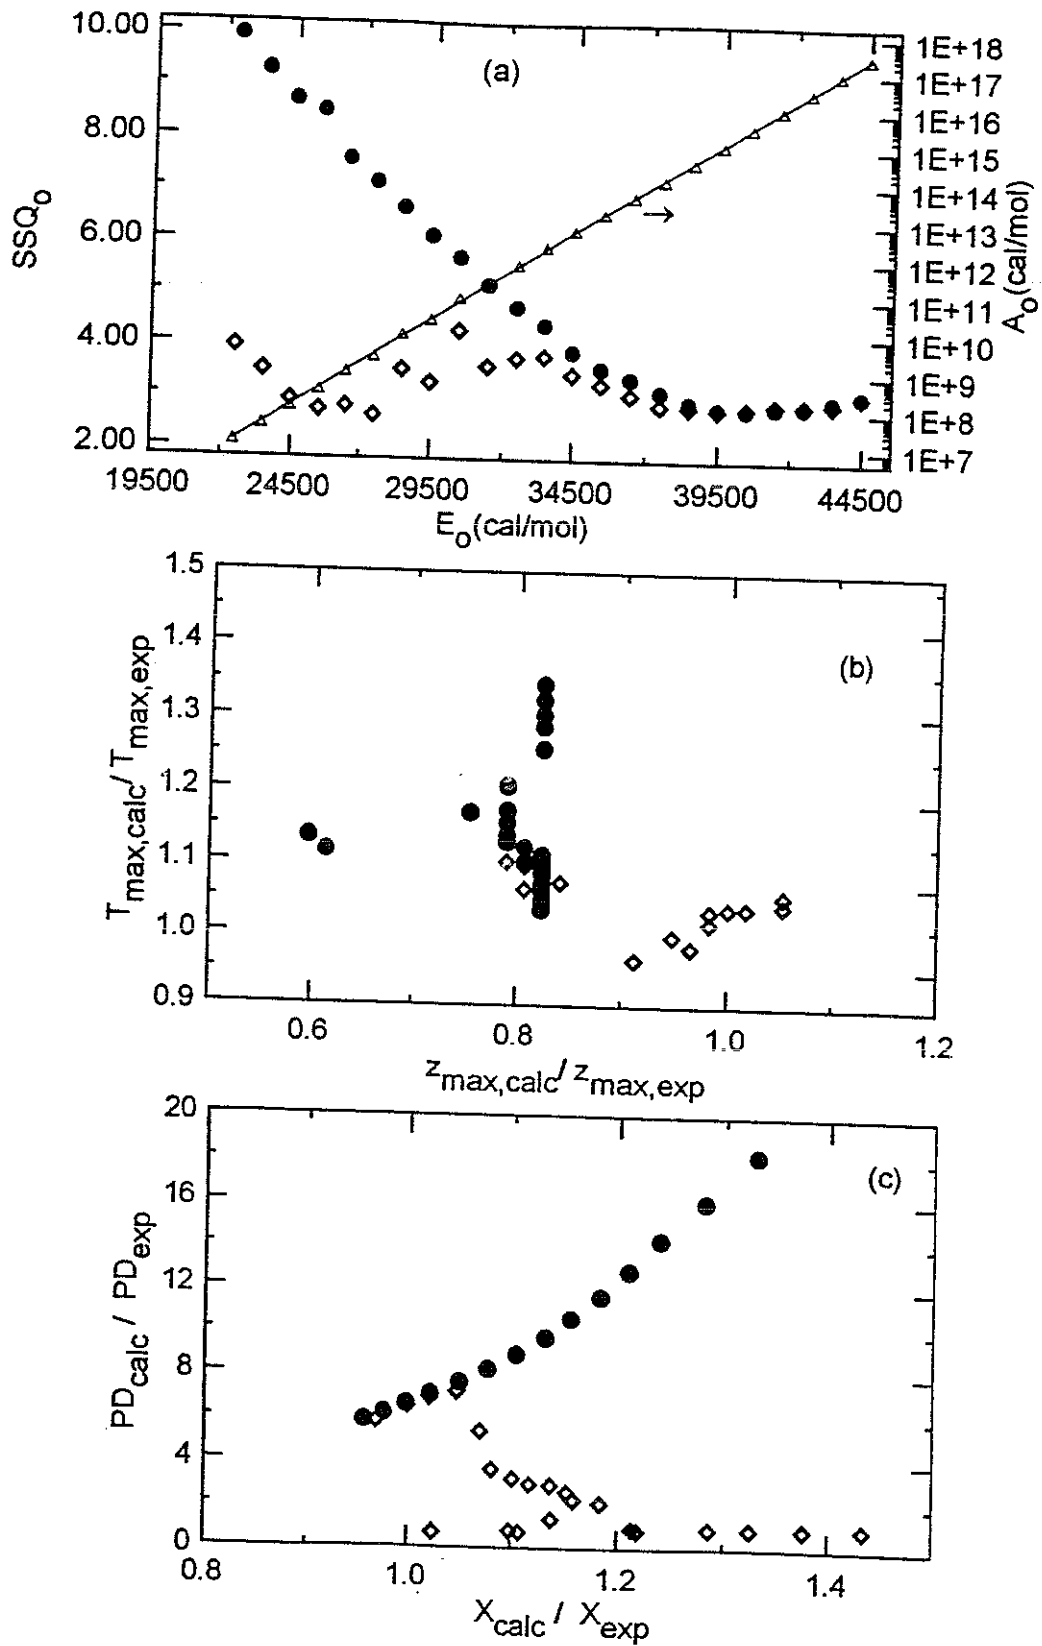 10.00
8.00
6.00
4.00
2.00
SSQo
(a)
→
1E+18
1E+17
1E+16
1E+15
1E+14
1E+13
1E+12
1E+11
1E+10
1E+9
1E+8
1E+7
Ao(cal/mol)
19500 24500 29500 34500 39500 44500
Eo(cal/mol)
1.5
1.4
1.3
1.2
1.1
1.0
0.9
Tmax,calc/ Tmax,exp
(b)
0.6 0.8 1.0 1.2
zmax,calc/ zmax,exp
20
16
12
8
4
0
PDcalc / PDexp
(c)
0.8 1.0 1.2 1.4
Xcalc / Xexp